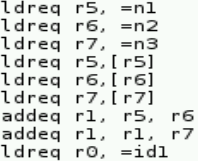 ldreq r5, =n1
ldreq r6, =n2
ldreq r7, =n3
ldreq r5,[r5]
ldreq r6,[r6]
ldreq r7,[r7]
addeq r1, r5, r6
addeq r1, r1, r7
ldreq r0, =id1